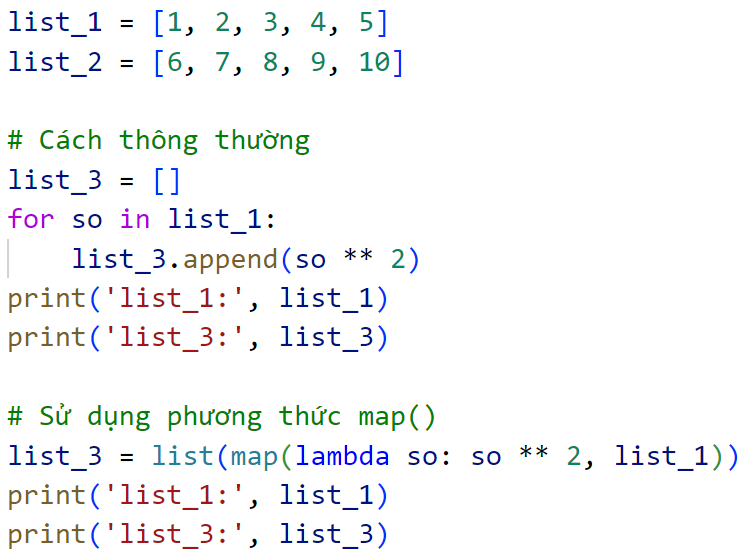 list_1 = [1, 2, 3, 4, 5]
list_2 = [6, 7, 8, 9, 10]

# Cách thông thường
list_3 = []
for so in list_1:
    list_3.append(so ** 2)
print('list_1:', list_1)
print('list_3:', list_3)

# Sử dụng phương thức map()
list_3 = list(map(lambda so: so ** 2, list_1))
print('list_1:', list_1)
print('list_3:', list_3)